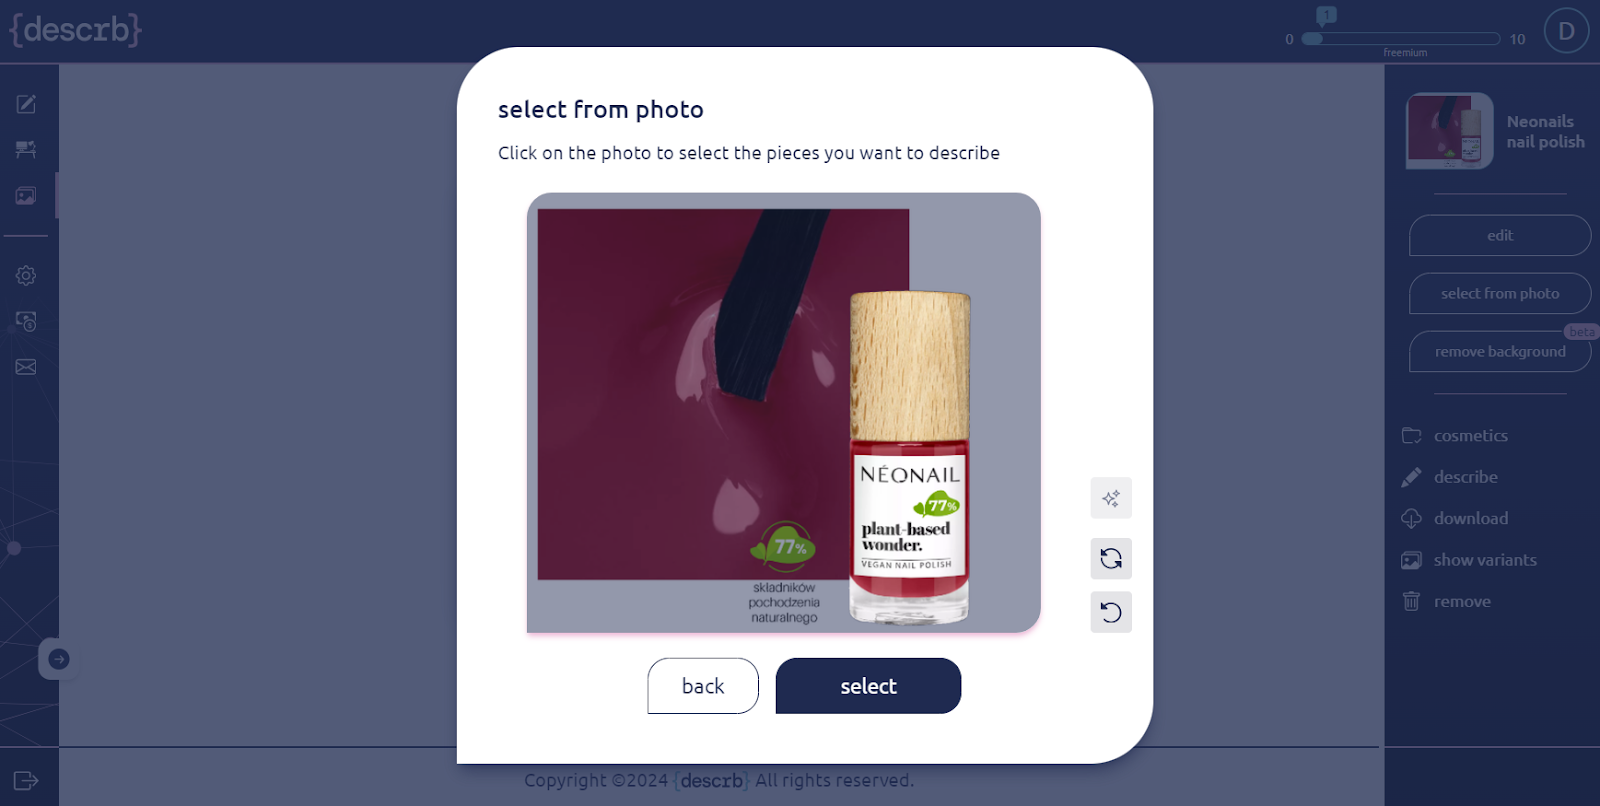 {descrb}
1
0
10
freemium
D
select from photo
Click on the photo to select the pieces you want to describe
NÉONAIL
77%
plant-based
wonder.
VEGAN NAIL POLISH
77%
składników
pochodzenia
naturalnego
back
select
Neonails
nail polish
edit
select from photo
beta
remove background
cosmetics
describe
download
show variants
remove
Copyright ©2024 {descrb} All rights reserved.